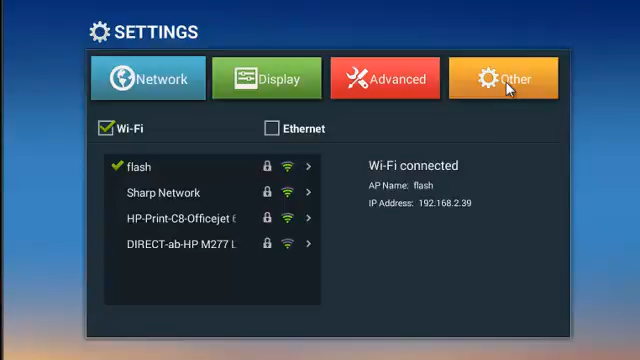 SETTINGS
Network
Display
Advanced
Other
Wi-Fi
Ethernet
flash
Sharp Network
HP-Print-C8-Officejet
DIRECT-ab-HP M277 L
Wi-Fi connected
AP Name: flash
IP Address: 192.168.2.39